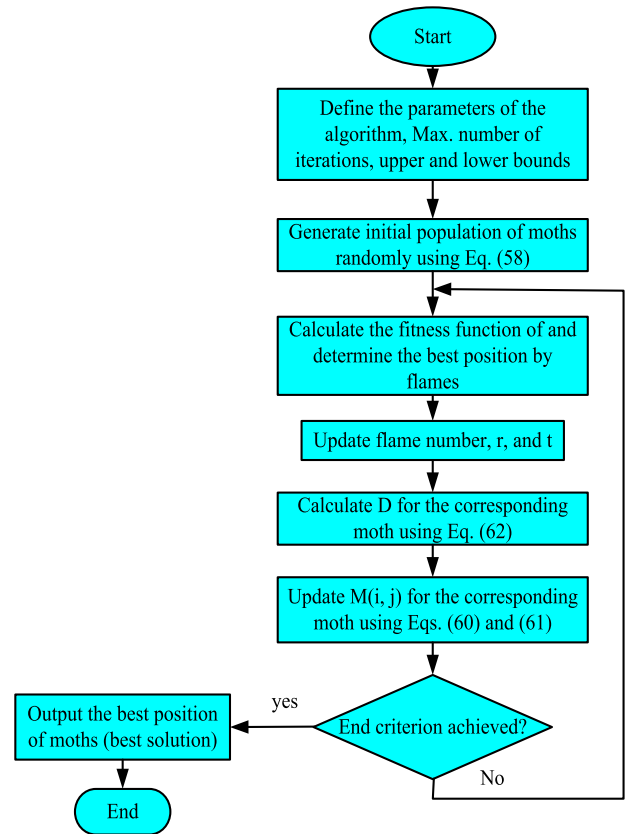 Start
Define the parameters of the
algorithm, Max. number of
iterations, upper and lower bounds
Generate initial population of moths
randomly using Eq. (58)
Calculate the fitness function of and
determine the best position by
flames
Update flame number, r, and t
Calculate D for the corresponding
moth using Eq. (62)
Update M(i, j) for the corresponding
moth using Eqs. (60) and (61)
End criterion achieved?
yes
No
Output the best position
of moths (best solution)
End